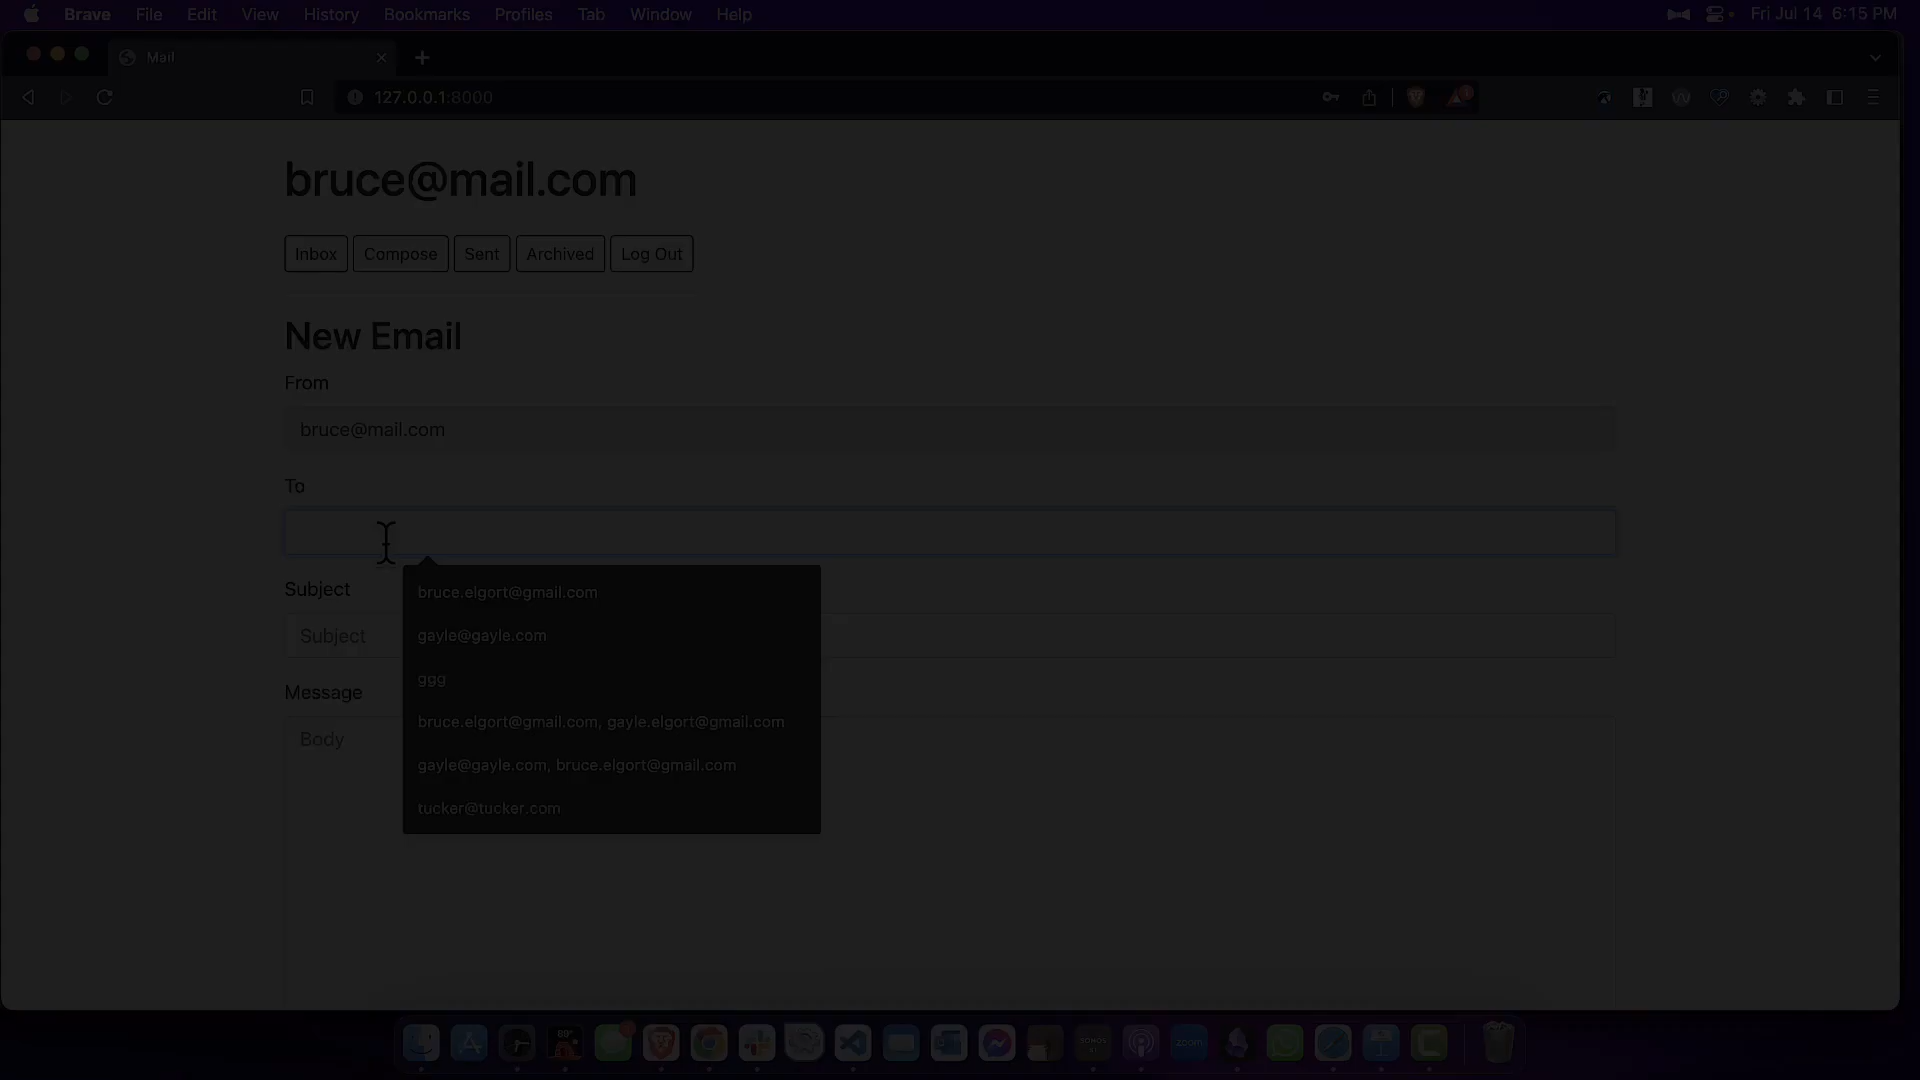 Brave File Edit View History Bookmarks Profiles Tab Window Help Fri Jul 14 6:15 PM
Mail
127.0.0.1:8000
bruce@mail.com
Inbox Compose Sent Archived Log Out
New Email
From
bruce@mail.com
To
Subject
Subject
Message
Body
bruce.elgort@gmail.com
gayle@gayle.com
ggg
bruce.elgort@gmail.com, gayle.elgort@gmail.com
gayle@gayle.com, bruce.elgort@gmail.com
tucker@tucker.com
89°
SONOS
zoom